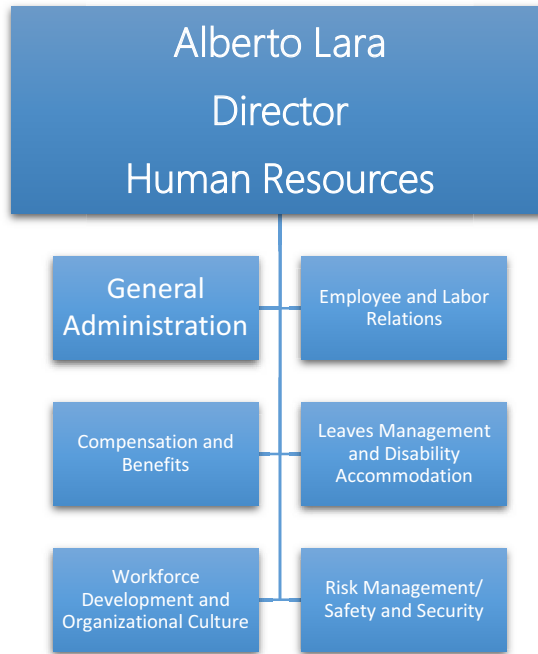 Alberto Lara
Director
Human Resources
General
Administration
Employee and Labor
Relations
Compensation and
Benefits
Leaves Management
and Disability
Accommodation
Workforce
Development and
Organizational Culture
Risk Management/
Safety and Security